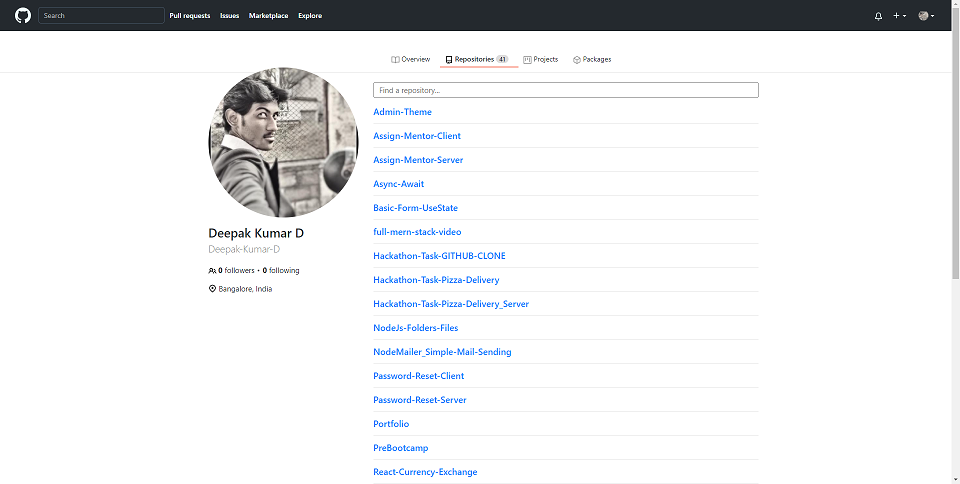 Search Pull requests Issues Marketplace Explore
Overview Repositories 41 Projects Packages
Find a repository...
Deepak Kumar D
Deepak-Kumar-D
0 followers • 0 following
Bangalore, India
Admin-Theme
Assign-Mentor-Client
Assign-Mentor-Server
Async-Await
Basic-Form-UseState
full-mern-stack-video
Hackathon-Task-GITHUB-CLONE
Hackathon-Task-Pizza-Delivery
Hackathon-Task-Pizza-Delivery_Server
NodeJs-Folders-Files
NodeMailer_Simple-Mail-Sending
Password-Reset-Client
Password-Reset-Server
Portfolio
PreBootcamp
React-Currency-Exchange